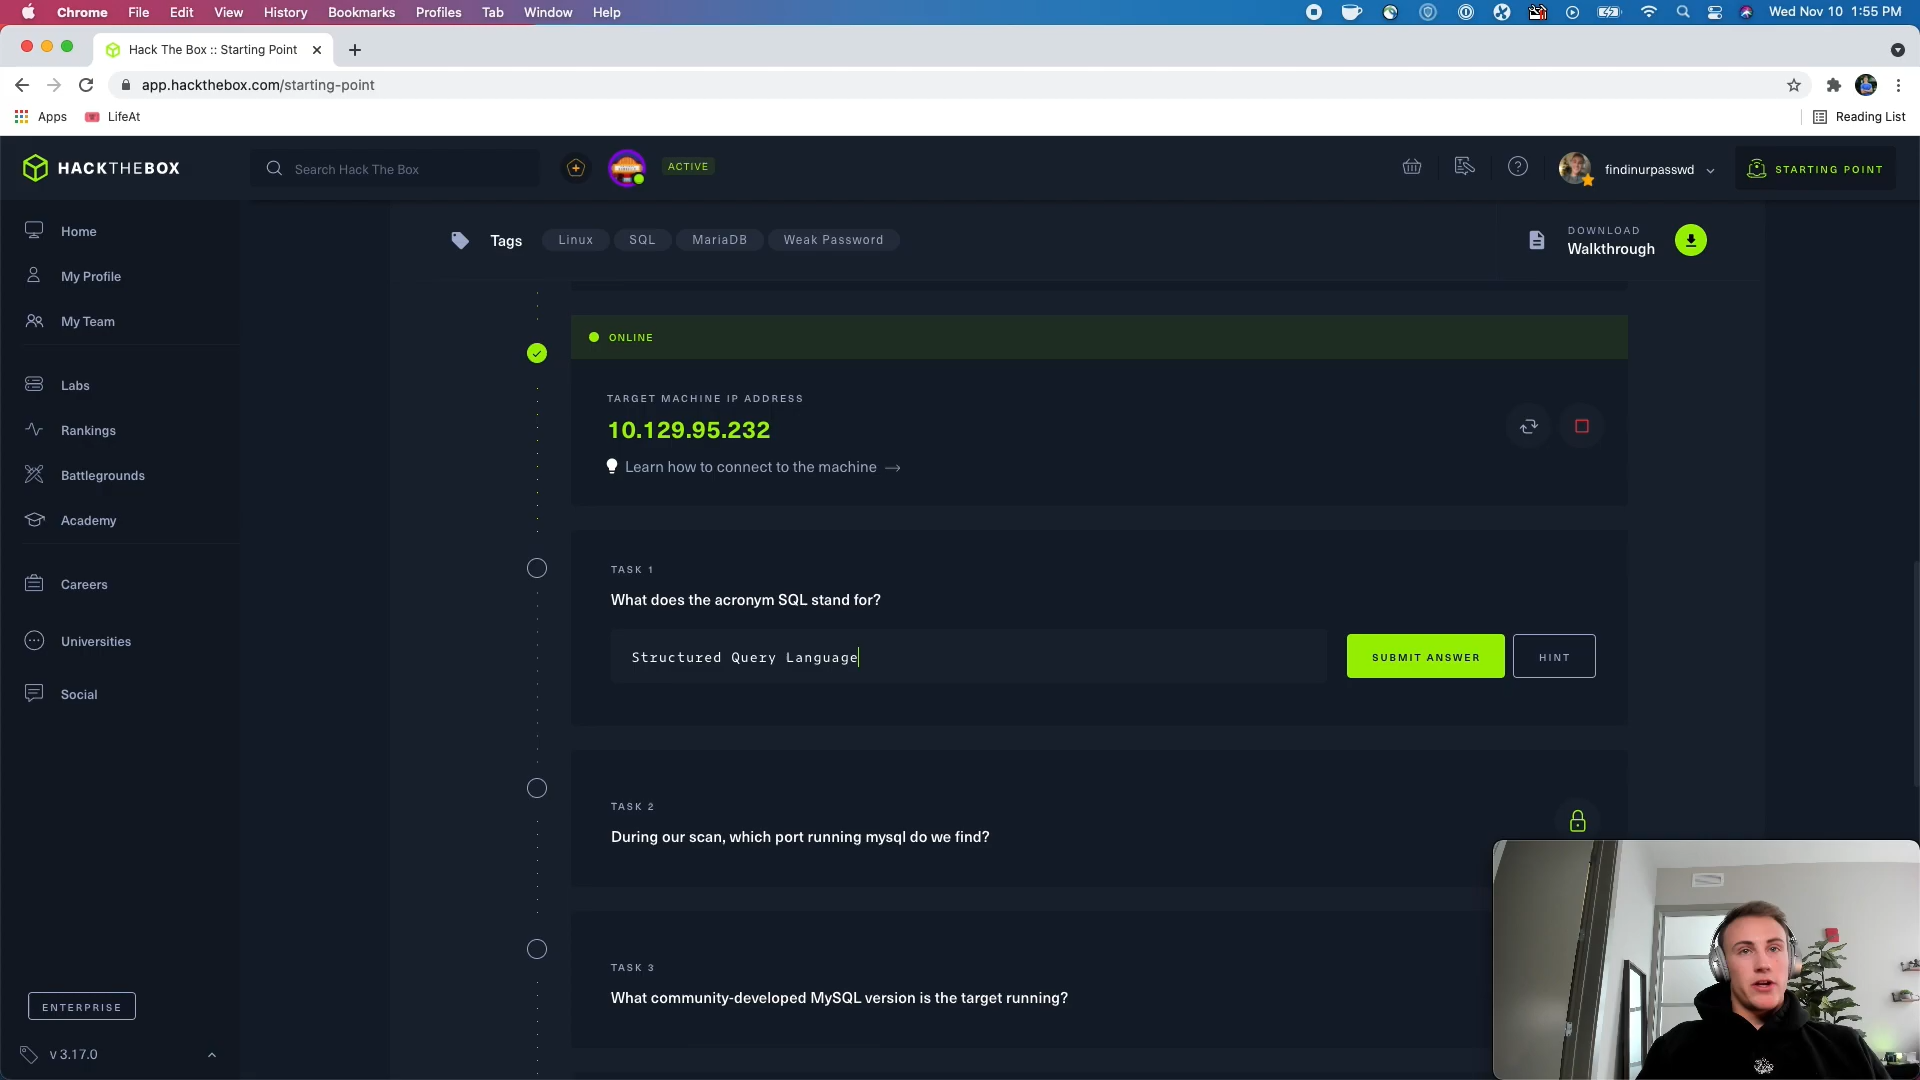 Chrome File Edit View History Bookmarks Profiles Tab Window Help Wed Nov 10 1:55 PM
Hack The Box :: Starting Point
app.hackthebox.com/starting-point
Apps LifeAt Reading List
HACKTHEBOX Search Hack The Box ACTIVE findinurpasswd STARTING POINT
Home
My Profile
My Team
Labs
Rankings
Battlegrounds
Academy
Careers
Universities
Social
ENTERPRISE
v 3.17.0
Tags Linux SQL MariaDB Weak Password
DOWNLOAD
Walkthrough
ONLINE
TARGET MACHINE IP ADDRESS
10.129.95.232
Learn how to connect to the machine
TASK 1
What does the acronym SQL stand for?
Structured Query Language SUBMIT ANSWER HINT
TASK 2
During our scan, which port running mysql do we find?
TASK 3
What community-developed MySQL version is the target running?